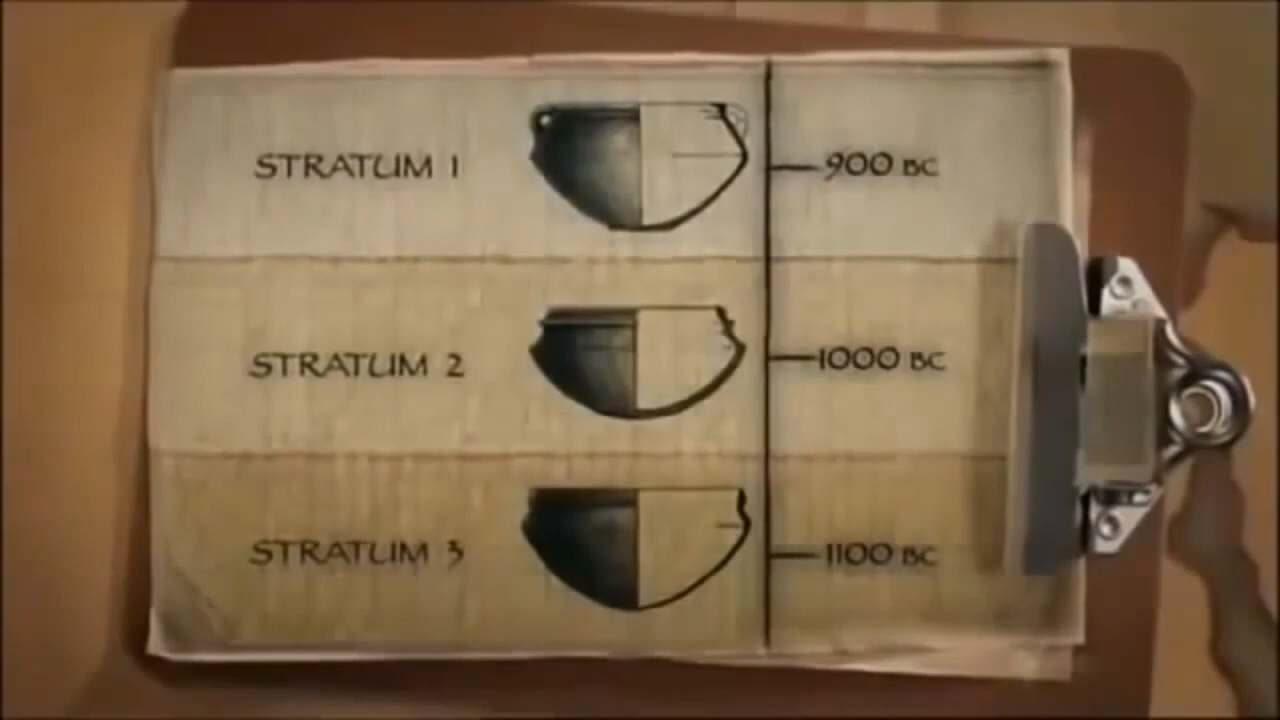 STRATUM 1
900 BC
STRATUM 2
1000 BC
STRATUM 3
1100 BC